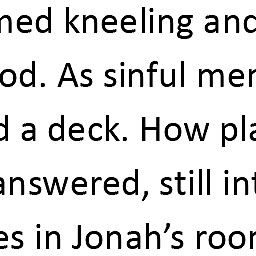 med kneeling and
od. As sinful men
d a deck. How pla
answered, still int
es in Jonah’s room